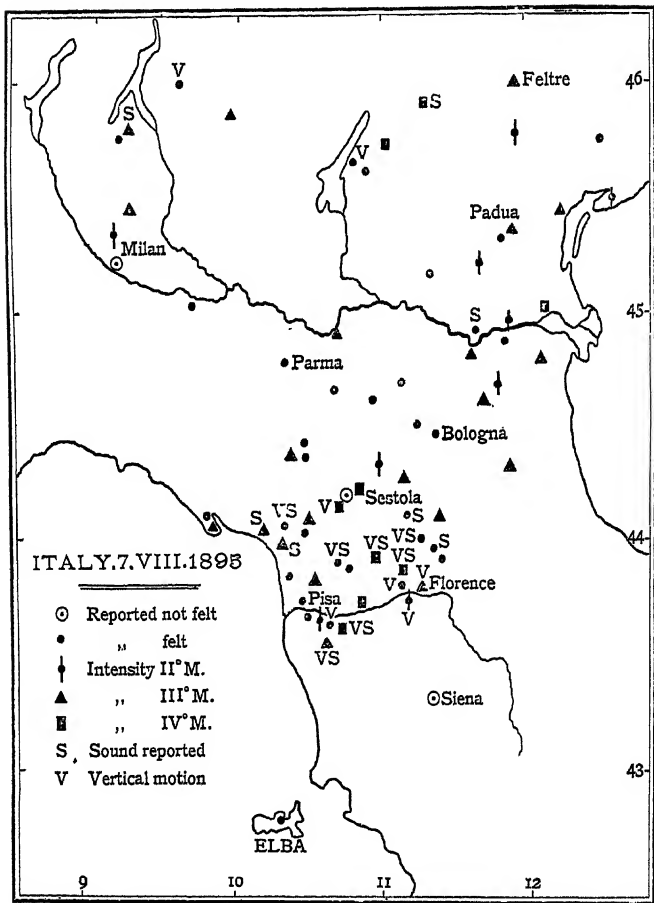 V
S
Feltre
46
S
V
Padua
Milan
S
45
Parma
Bologna
Sestola
V
VS
S
S
S
VS
VS
VS
VS
S
44
ITALY.7.VIII.1895
Florence
V
V
Pisa
V
VS
V
VS
Reported not felt
„ felt
Intensity II°M.
„ III°M.
„ IV°M.
S Sound reported
V Vertical motion
Siena
43
ELBA
9 10 11 12